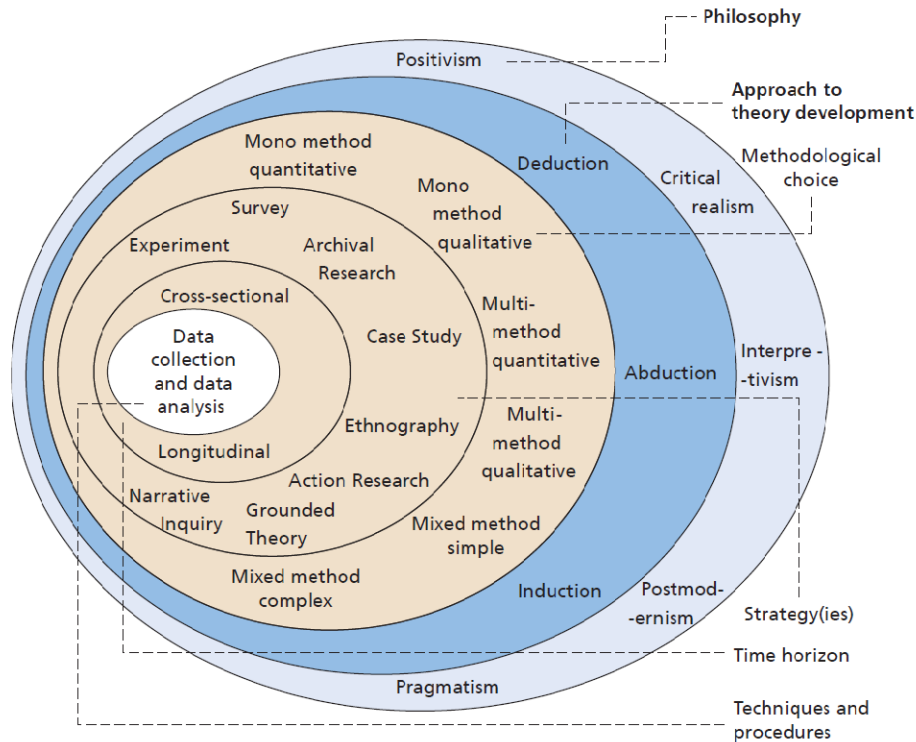 Philosophy
Positivism
Approach to
theory development
Mono method
quantitative
Deduction
Methodological
choice
Critical
realism
Mono
method
qualitative
Survey
Experiment
Archival
Research
Cross-sectional
Multi-
method
quantitative
Data
collection
and data
analysis
Case Study
Abduction
Interpre -
-tivism
Ethnography
Multi-
method
qualitative
Longitudinal
Action Research
Narrative
Inquiry
Grounded
Theory
Mixed method
simple
Mixed method
complex
Induction
Postmod-
-ernism
Strategy(ies)
Time horizon
Pragmatism
Techniques and
procedures